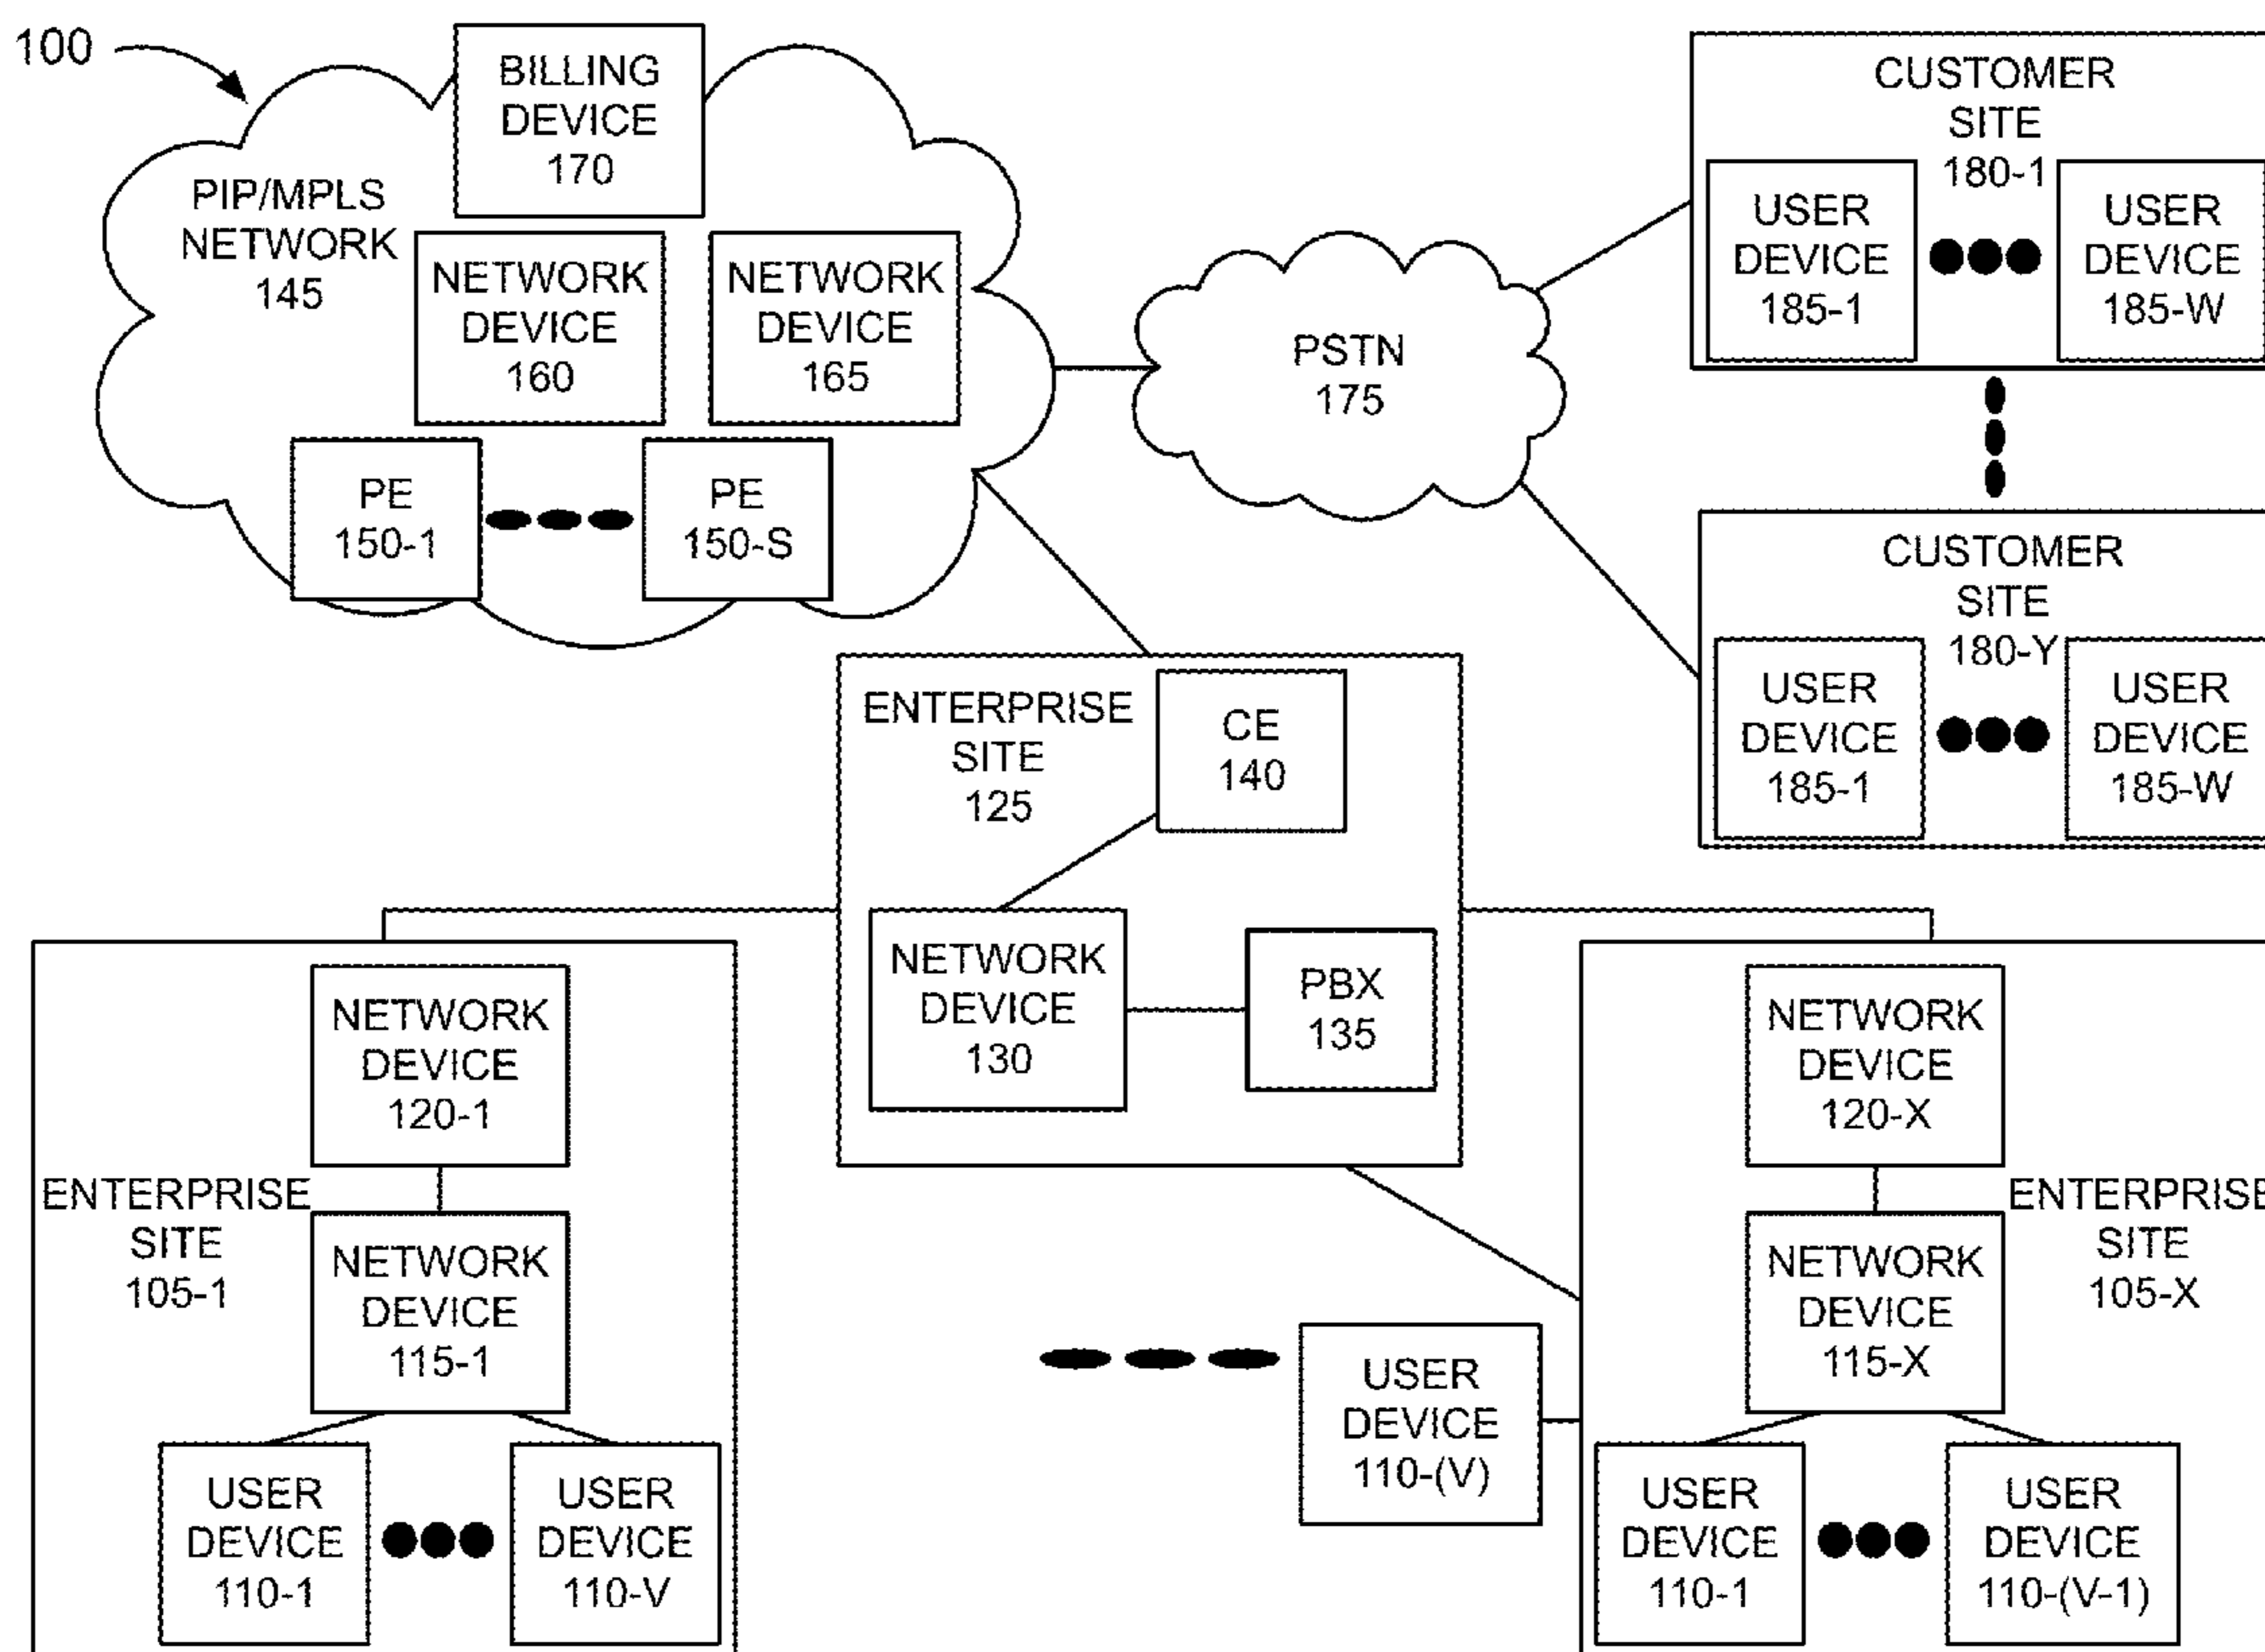 100
BILLING
DEVICE
170
PIP/MPLS
NETWORK
145
NETWORK
DEVICE
160
NETWORK
DEVICE
165
PE
150-1
PE
150-S
PSTN
175
CUSTOMER
SITE
180-1
USER
DEVICE
185-1
USER
DEVICE
185-W
CUSTOMER
SITE
180-Y
USER
DEVICE
185-1
USER
DEVICE
185-W
ENTERPRISE
SITE
125
CE
140
NETWORK
DEVICE
130
PBX
135
NETWORK
DEVICE
120-1
ENTERPRISE
SITE
105-1
NETWORK
DEVICE
115-1
USER
DEVICE
110-1
USER
DEVICE
110-V
USER
DEVICE
110-(V)
NETWORK
DEVICE
120-X
ENTERPRISE
SITE
105-X
NETWORK
DEVICE
115-X
USER
DEVICE
110-1
USER
DEVICE
110-(V-1)